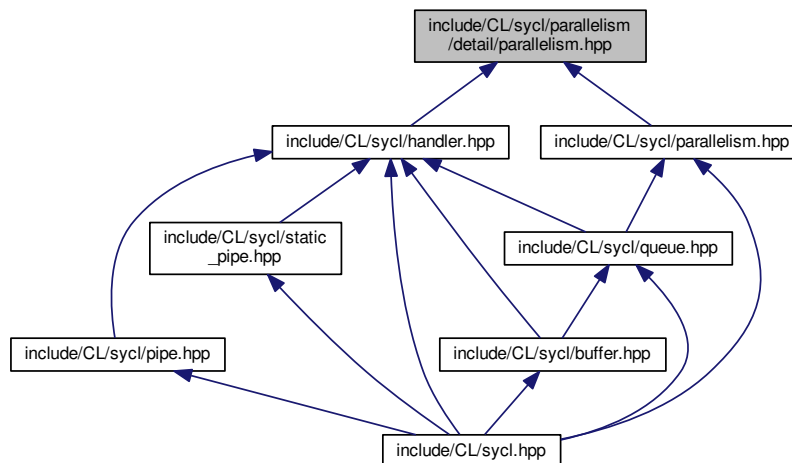 include/CL/sycl/parallelism
/detail/parallelism.hpp
include/CL/sycl/handler.hpp
include/CL/sycl/parallelism.hpp
include/CL/sycl/static
_pipe.hpp
include/CL/sycl/queue.hpp
include/CL/sycl/pipe.hpp
include/CL/sycl/buffer.hpp
include/CL/sycl.hpp